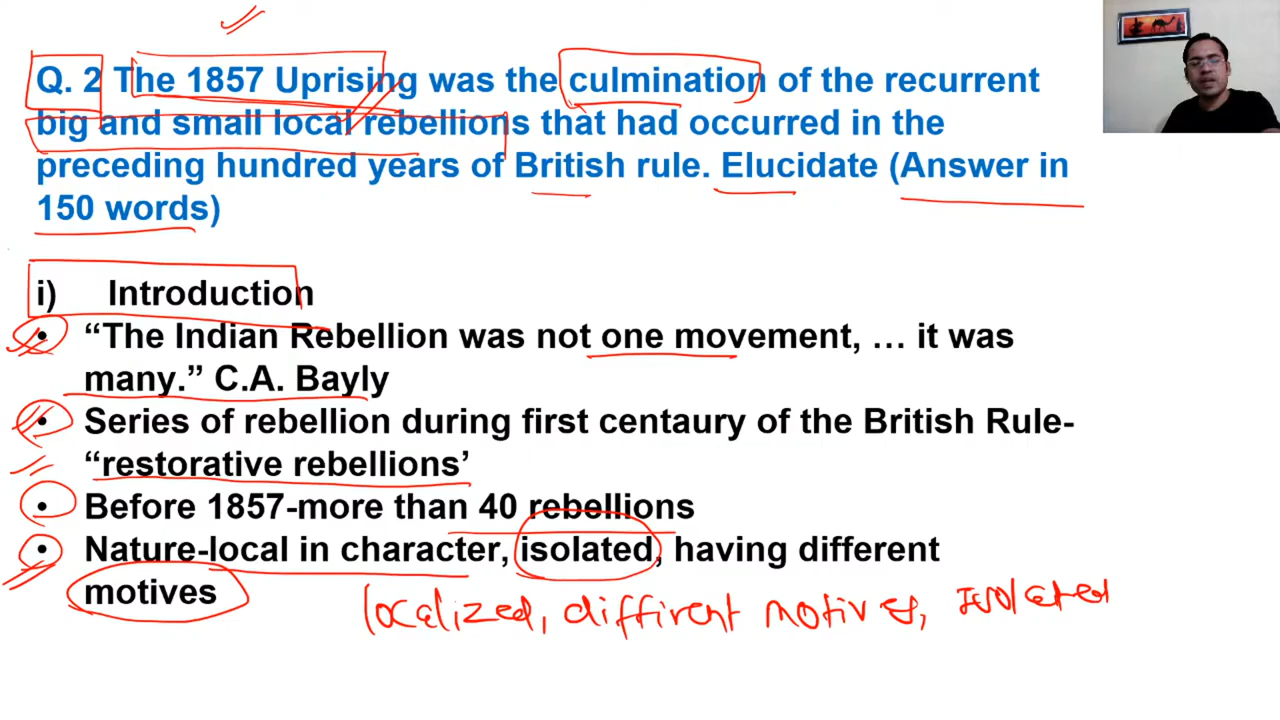 Q. 2 The 1857 Uprising was the culmination of the recurrent
big and small local rebellions that had occurred in the
preceding hundred years of British rule. Elucidate (Answer in
150 words)
i) Introduction
• “The Indian Rebellion was not one movement, … it was
many.” C.A. Bayly
• Series of rebellion during first centaury of the British Rule-
“restorative rebellions’
• Before 1857-more than 40 rebellions
• Nature-local in character, isolated, having different
motives
localized, diffirent motives, isolated